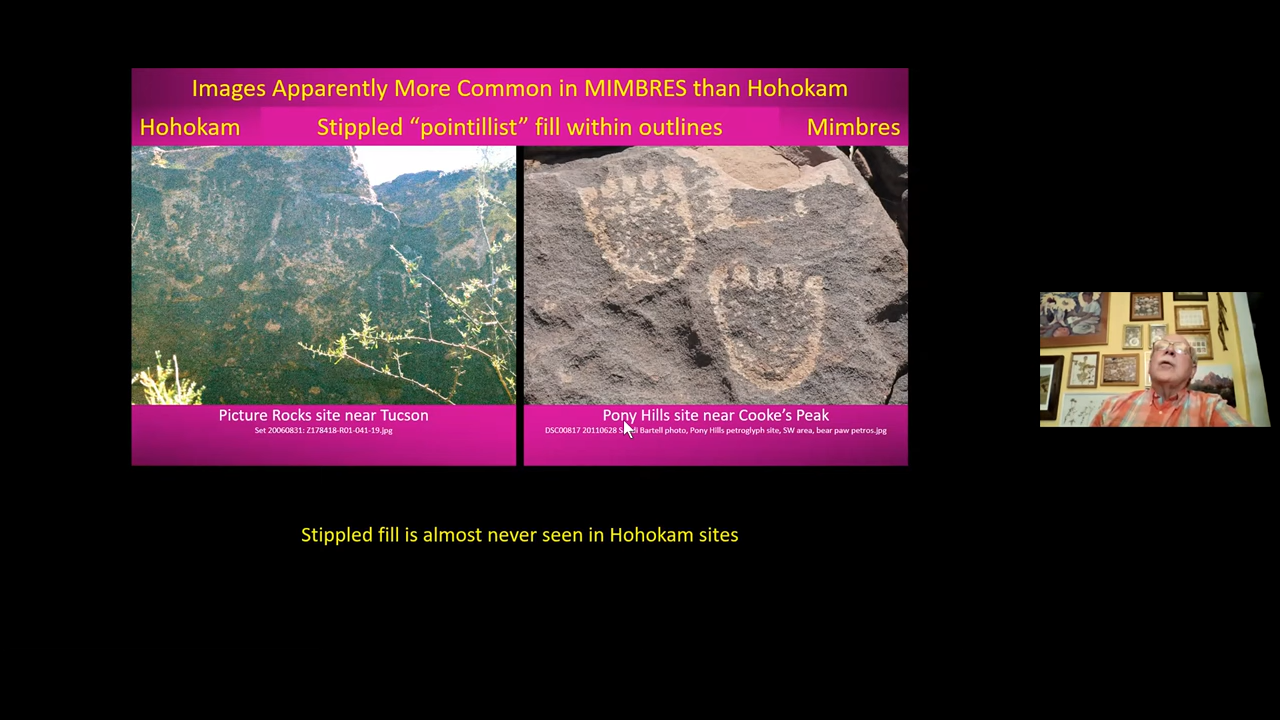 Images Apparently More Common in MIMBRES than Hohokam
Hohokam Stippled “pointillist” fill within outlines Mimbres
Picture Rocks site near Tucson
Set 20060831: Z178418-R01-041-19.jpg
Pony Hills site near Cooke’s Peak
DSC00817 20110628 Bartell photo, Pony Hills petroglyph site, SW area, bear paw petros.jpg
Stippled fill is almost never seen in Hohokam sites